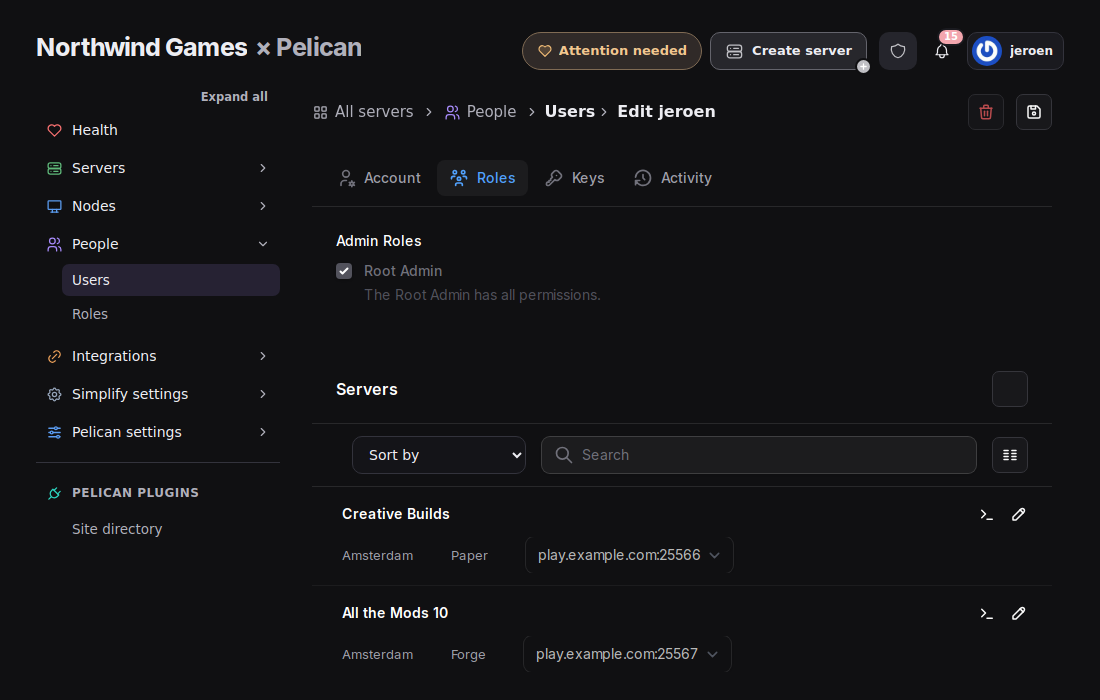 Northwind Games × Pelican
Attention needed
Create server
15
jeroen
Expand all
Health
Servers
Nodes
People
Users
Roles
Integrations
Simplify settings
Pelican settings
PELICAN PLUGINS
Site directory
All servers > People > Users > Edit jeroen
Account
Roles
Keys
Activity
Admin Roles
Root Admin
The Root Admin has all permissions.
Servers
Sort by
Search
Creative Builds
Amsterdam Paper play.example.com:25566
All the Mods 10
Amsterdam Forge play.example.com:25567